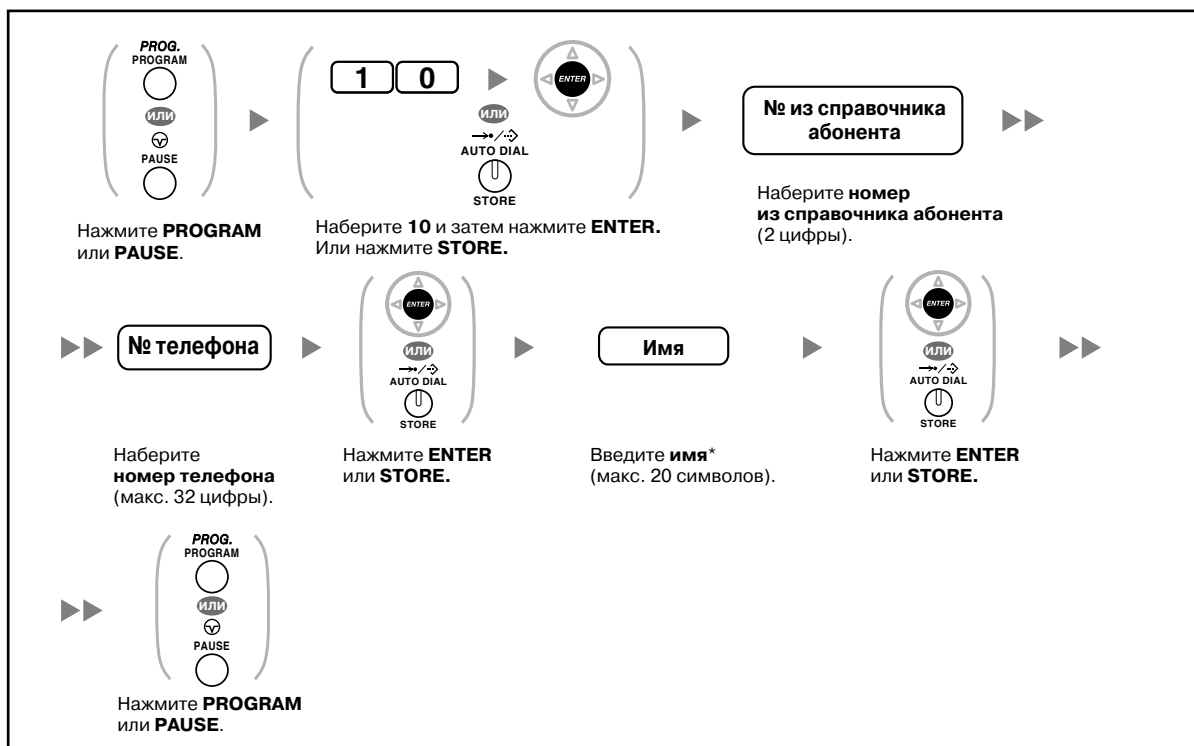 PROG.
PROGRAM
или
PAUSE
Нажмите PROGRAM
или PAUSE.
1 0
ENTER
или
AUTO DIAL
STORE
Наберите 10 и затем нажмите ENTER.
Или нажмите STORE.
№ из справочника
абонента
Наберите номер
из справочника абонента
(2 цифры).
№ телефона
Наберите
номер телефона
(макс. 32 цифры).
ENTER
или
AUTO DIAL
STORE
Нажмите ENTER
или STORE.
Имя
Введите имя*
(макс. 20 символов).
ENTER
или
AUTO DIAL
STORE
Нажмите ENTER
или STORE.
PROG.
PROGRAM
или
PAUSE
Нажмите PROGRAM
или PAUSE.